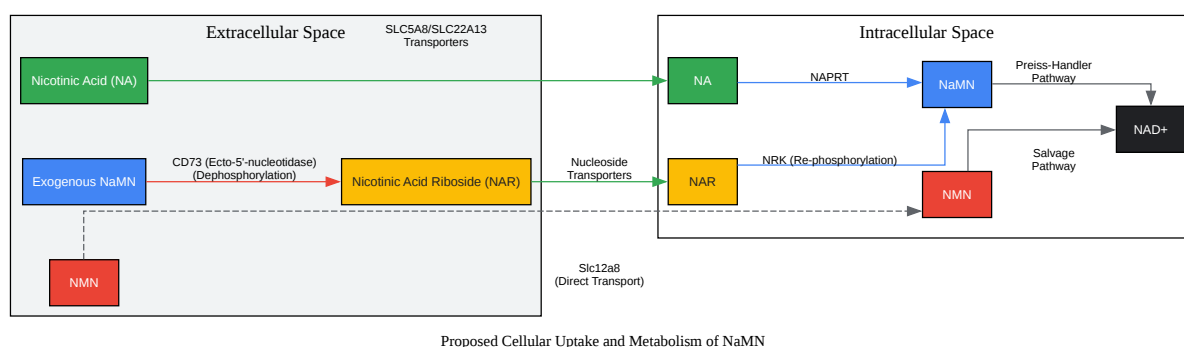 Extracellular Space
SLC5A8/SLC22A13
Transporters
Intracellular Space
Nicotinic Acid (NA)
NA
NAPRT
NaMN
Preiss-Handler
Pathway
NAD+
Exogenous NaMN
CD73 (Ecto-5'-nucleotidase)
(Dephosphorylation)
Nicotinic Acid Riboside (NAR)
Nucleoside
Transporters
NAR
NRK (Re-phosphorylation)
NMN
Salvage
Pathway
NMN
Slc12a8
(Direct Transport)
Proposed Cellular Uptake and Metabolism of NaMN